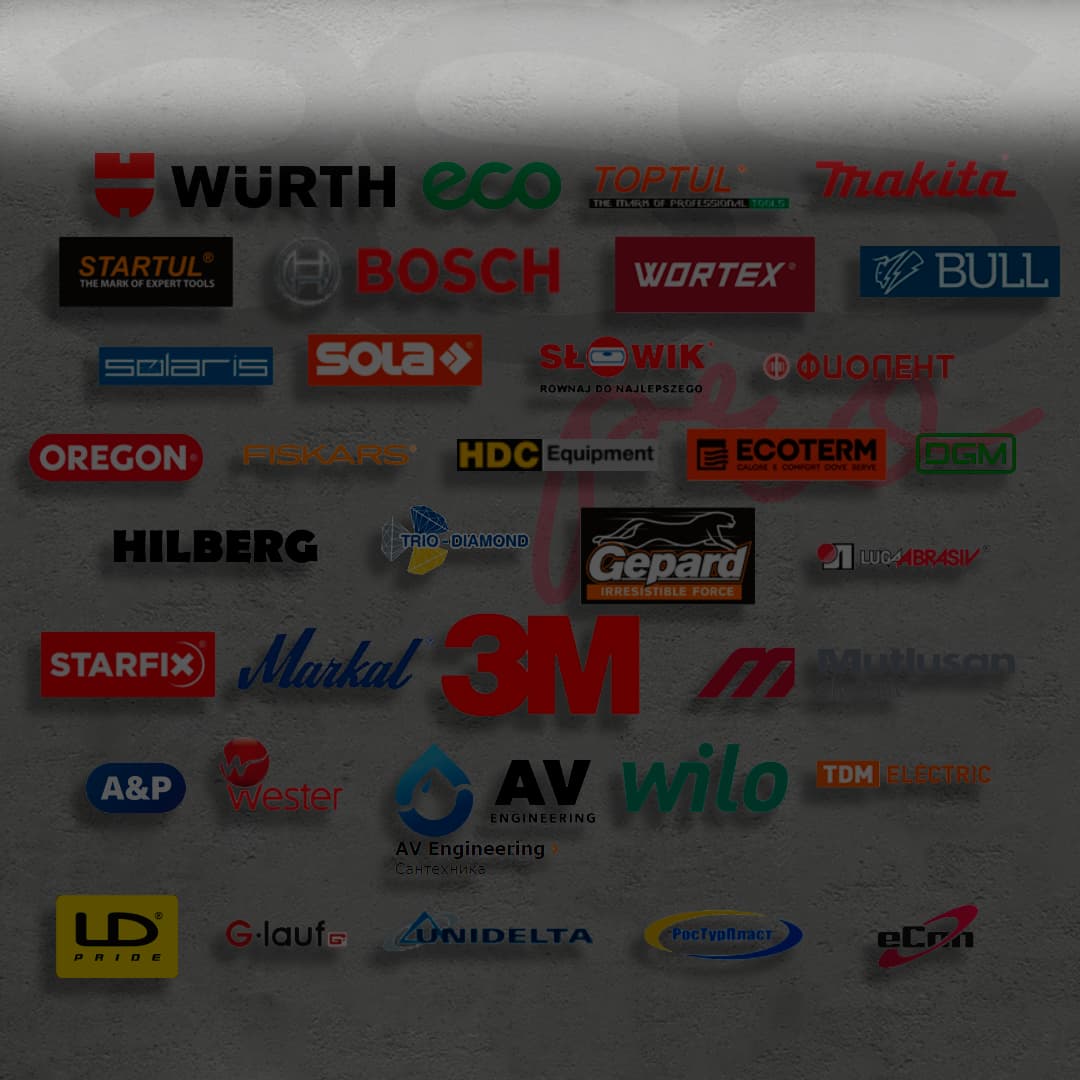 WÜRTH
eco
TOPTUL®
THE MARK OF PROFESSIONAL TOOLS
makita®
STARTUL®
THE MARK OF EXPERT TOOLS
BOSCH
WORTEX®
BULL
solaris
SOLA®
SŁOWIK®
RÓWNAJ DO NAJLEPSZEGO
ФИОЛЕНТ
OREGON®
FISKARS®
HDC Equipment
ECOTERM
CALORE E COMFORT DOVE SERVE
DGM
pro
HILBERG
TRIO-DIAMOND
Gepard
IRRESISTIBLE FORCE
LUGAABRASIV®
STARFIX®
Markal®
3M
Mutlusan
A&P
Wester
AV
ENGINEERING
AV Engineering
Сантехника
wilo
TDM ELECTRIC
LD®
PRIDE
G·lauf
UNIDELTA
РосТурПласт